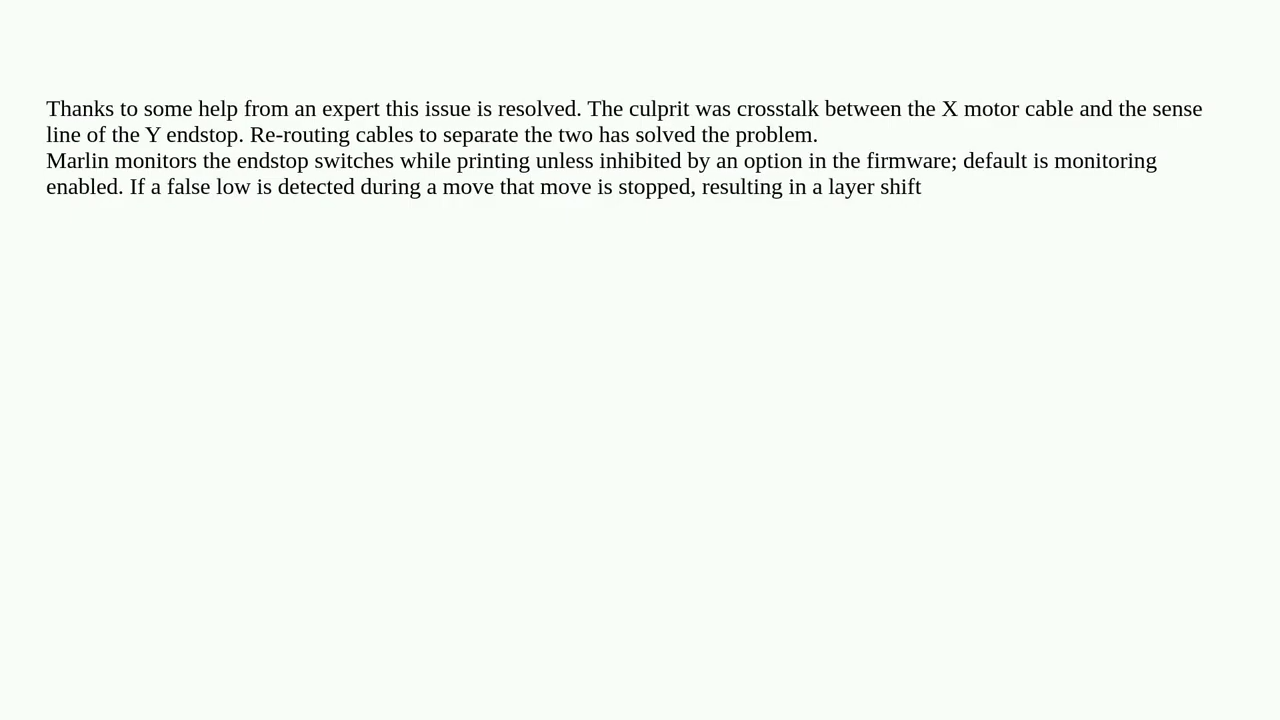 Thanks to some help from an expert this issue is resolved. The culprit was crosstalk between the X motor cable and the sense
line of the Y endstop. Re-routing cables to separate the two has solved the problem.
Marlin monitors the endstop switches while printing unless inhibited by an option in the firmware; default is monitoring
enabled. If a false low is detected during a move that move is stopped, resulting in a layer shift